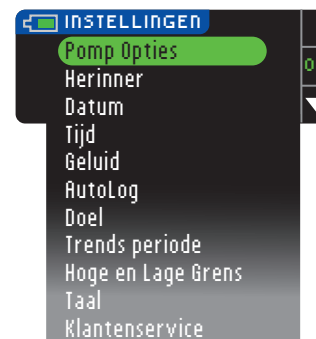 INSTELLINGEN
Pomp Opties
Herinner
Datum
Tijd
Geluid
AutoLog
Doel
Trends periode
Hoge en Lage Grens
Taal
Klantenservice